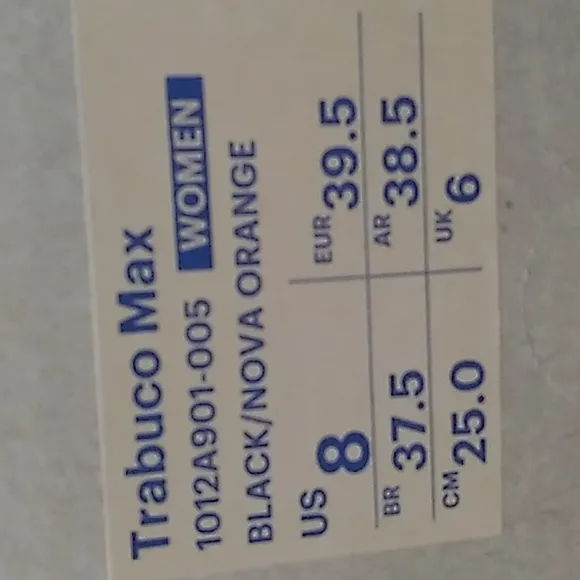 Trabuco Max
1012A901-005 WOMEN
BLACK/NOVA ORANGE
US 8 EUR 39.5
BR 37.5 AR 38.5
CM 25.0 UK 6